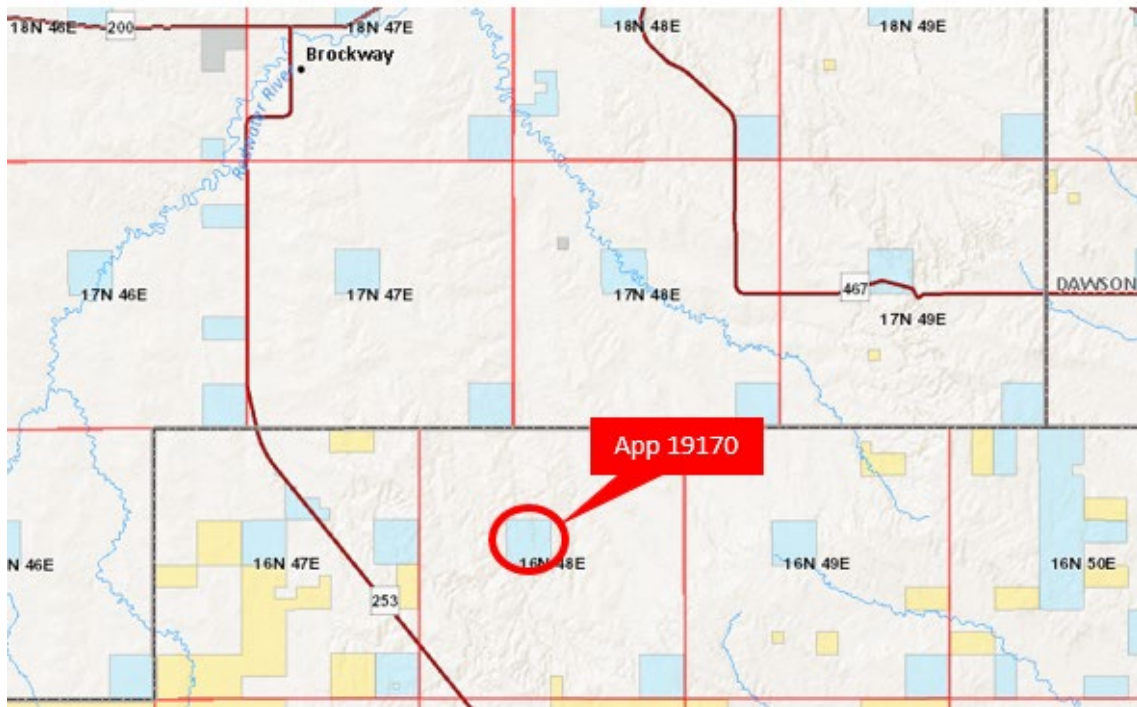 18N 46E
200
18N 47E
18N 48E
18N 49E
Brockway
Redwater River
17N 46E
17N 47E
17N 48E
467
DAWSON
17N 49E
App 19170
N 46E
16N 47E
16N 48E
16N 49E
16N 50E
253